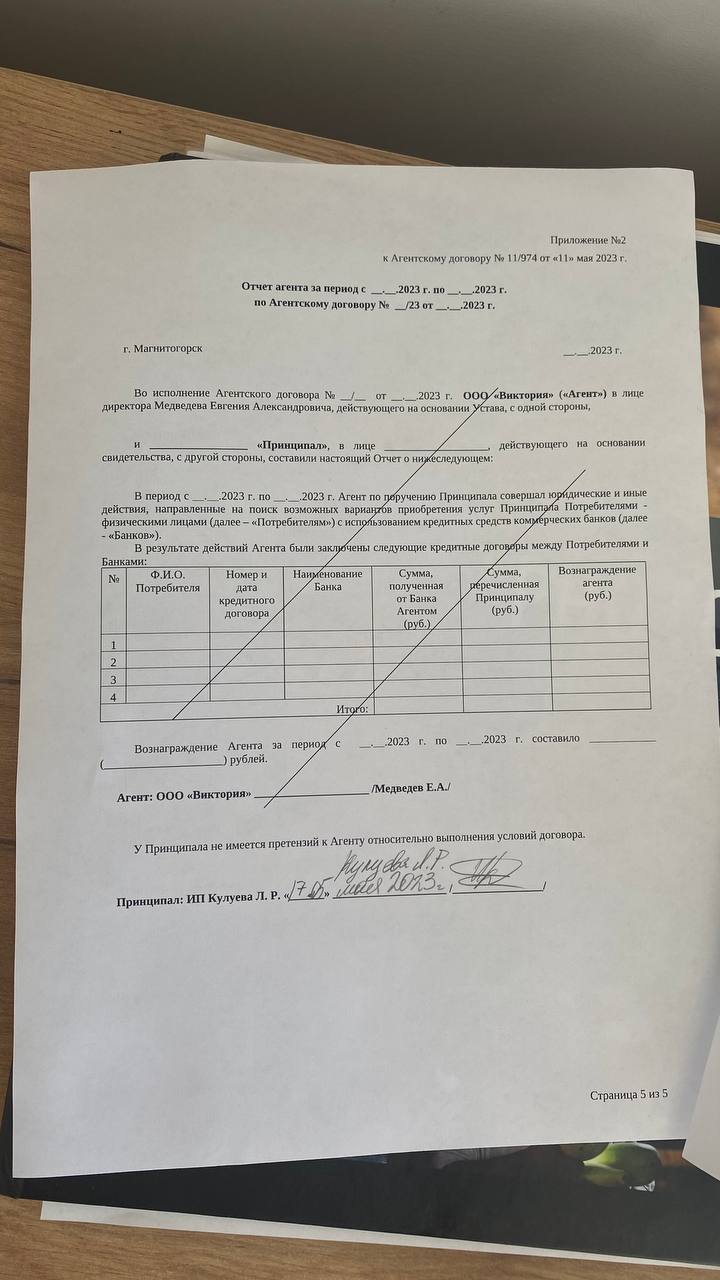 Приложение №2
к Агентскому договору № 11/974 от «11» мая 2023 г.
Отчет агента за период с __.__.2023 г. по __.__.2023 г.
по Агентскому договору № __/23 от __.__.2023 г.
г. Магнитогорск __.__.2023 г.
Во исполнение Агентского договора № __/__ от __.__.2023 г. ООО «Виктория» («Агент») в лице
директора Медведева Евгения Александровича, действующего на основании Устава, с одной стороны,
и __________________ «Принципал», в лице ___________________, действующего на основании
свидетельства, с другой стороны, составили настоящий Отчет о нижеследующем:
В период с __.__.2023 г. по __.__.2023 г. Агент по поручению Принципала совершал юридические и иные
действия, направленные на поиск возможных вариантов приобретения услуг Принципала Потребителями -
физическими лицами (далее – «Потребителям») с использованием кредитных средств коммерческих банков (далее
- «Банков»).
В результате действий Агента были заключены следующие кредитные договоры между Потребителями и
Банками:
№ Ф.И.О. Потребителя Номер и дата кредитного договора Наименование Банка Сумма, полученная от Банка Агентом (руб.) Сумма, перечисленная Принципалу (руб.) Вознаграждение агента (руб.)
1
2
3
4
Итого:
Вознаграждение Агента за период с __.__.2023 г. по __.__.2023 г. составило ____________
(______________________) рублей.
Агент: ООО «Виктория» ____________________ /Медведев Е.А./
У Принципала не имеется претензий к Агенту относительно выполнения условий договора.
Кулуева Л.Р.
Принципал: ИП Кулуева Л. Р. «17.05» мая 2023г. /________________/
Страница 5 из 5